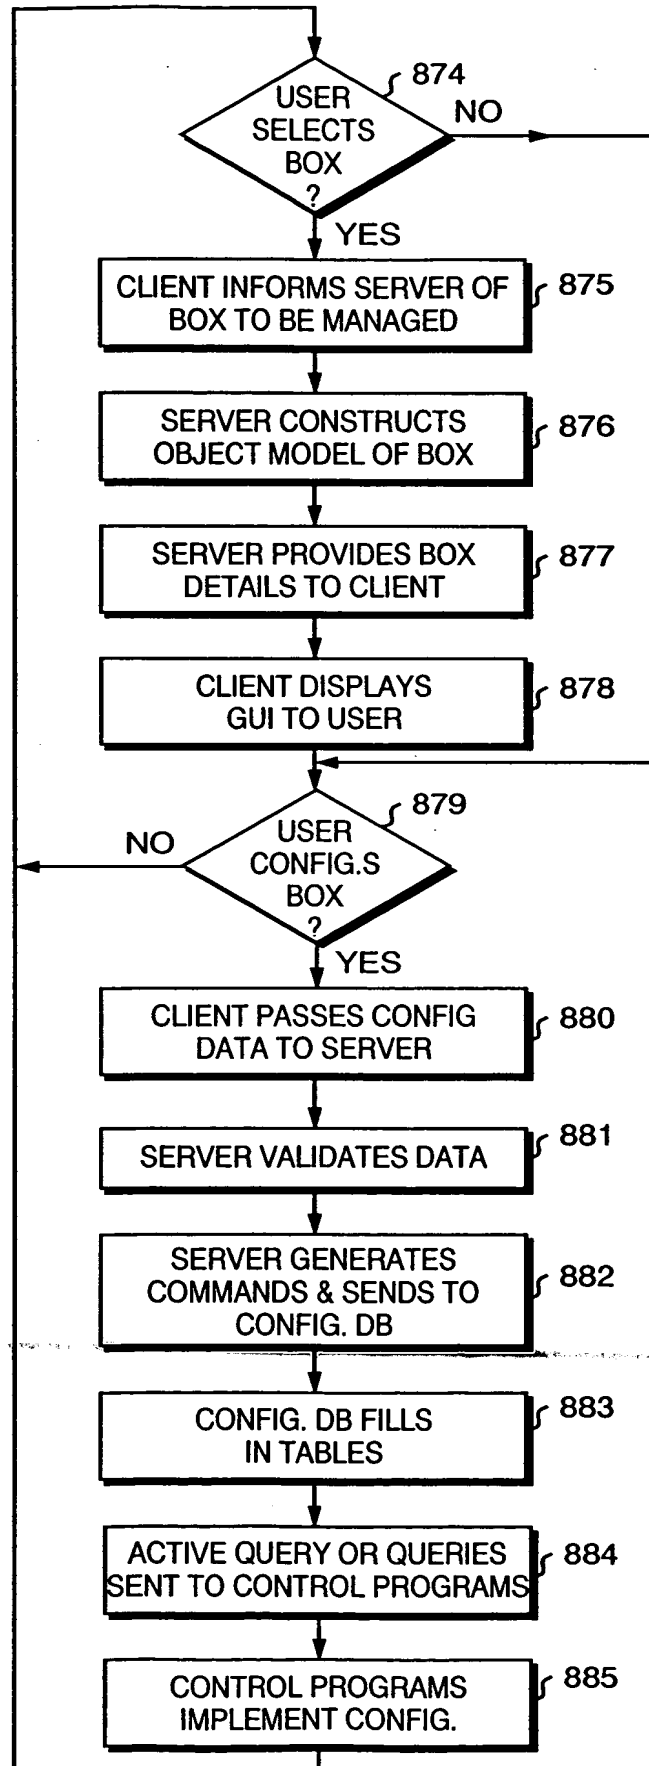 874
USER
SELECTS
BOX
?
NO
YES
CLIENT INFORMS SERVER OF
BOX TO BE MANAGED
875
SERVER CONSTRUCTS
OBJECT MODEL OF BOX
876
SERVER PROVIDES BOX
DETAILS TO CLIENT
877
CLIENT DISPLAYS
GUI TO USER
878
879
USER
CONFIG.S
BOX
?
NO
YES
CLIENT PASSES CONFIG
DATA TO SERVER
880
SERVER VALIDATES DATA
881
SERVER GENERATES
COMMANDS & SENDS TO
CONFIG. DB
882
CONFIG. DB FILLS
IN TABLES
883
ACTIVE QUERY OR QUERIES
SENT TO CONTROL PROGRAMS
884
CONTROL PROGRAMS
IMPLEMENT CONFIG.
885